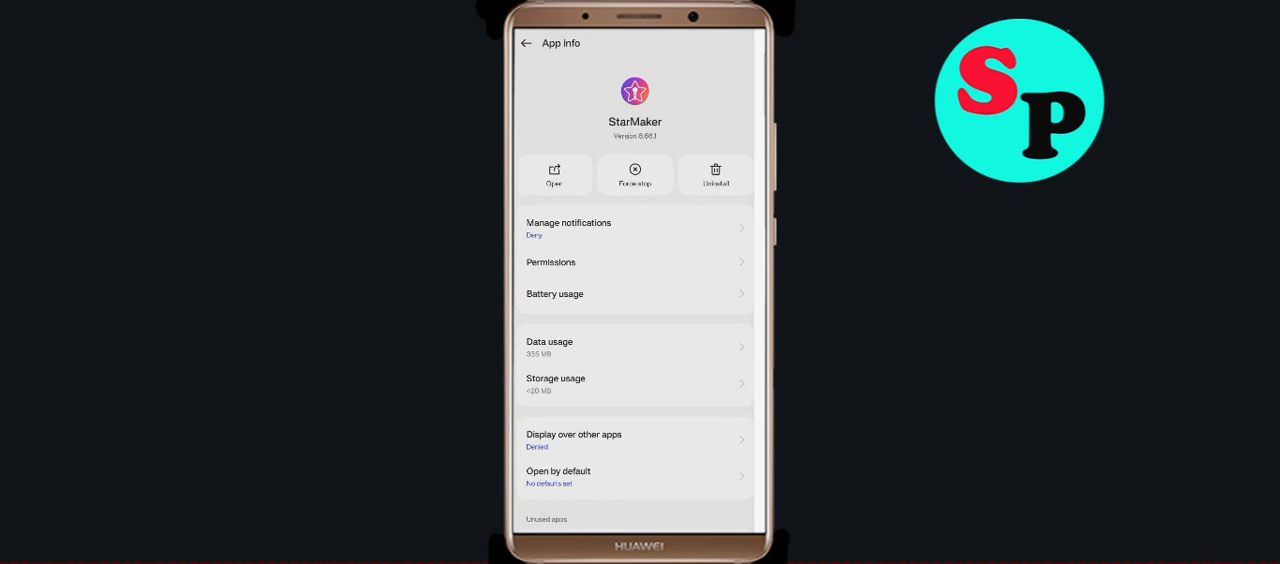 App info
StarMaker
Version 8.66.1
Open
Force stop
Uninstall
Manage notifications
Deny
Permissions
Battery usage
Data usage
335 MB
Storage usage
<20 MB
Display over other apps
Denied
Open by default
No defaults set
Unused apps
HUAWEI
SP